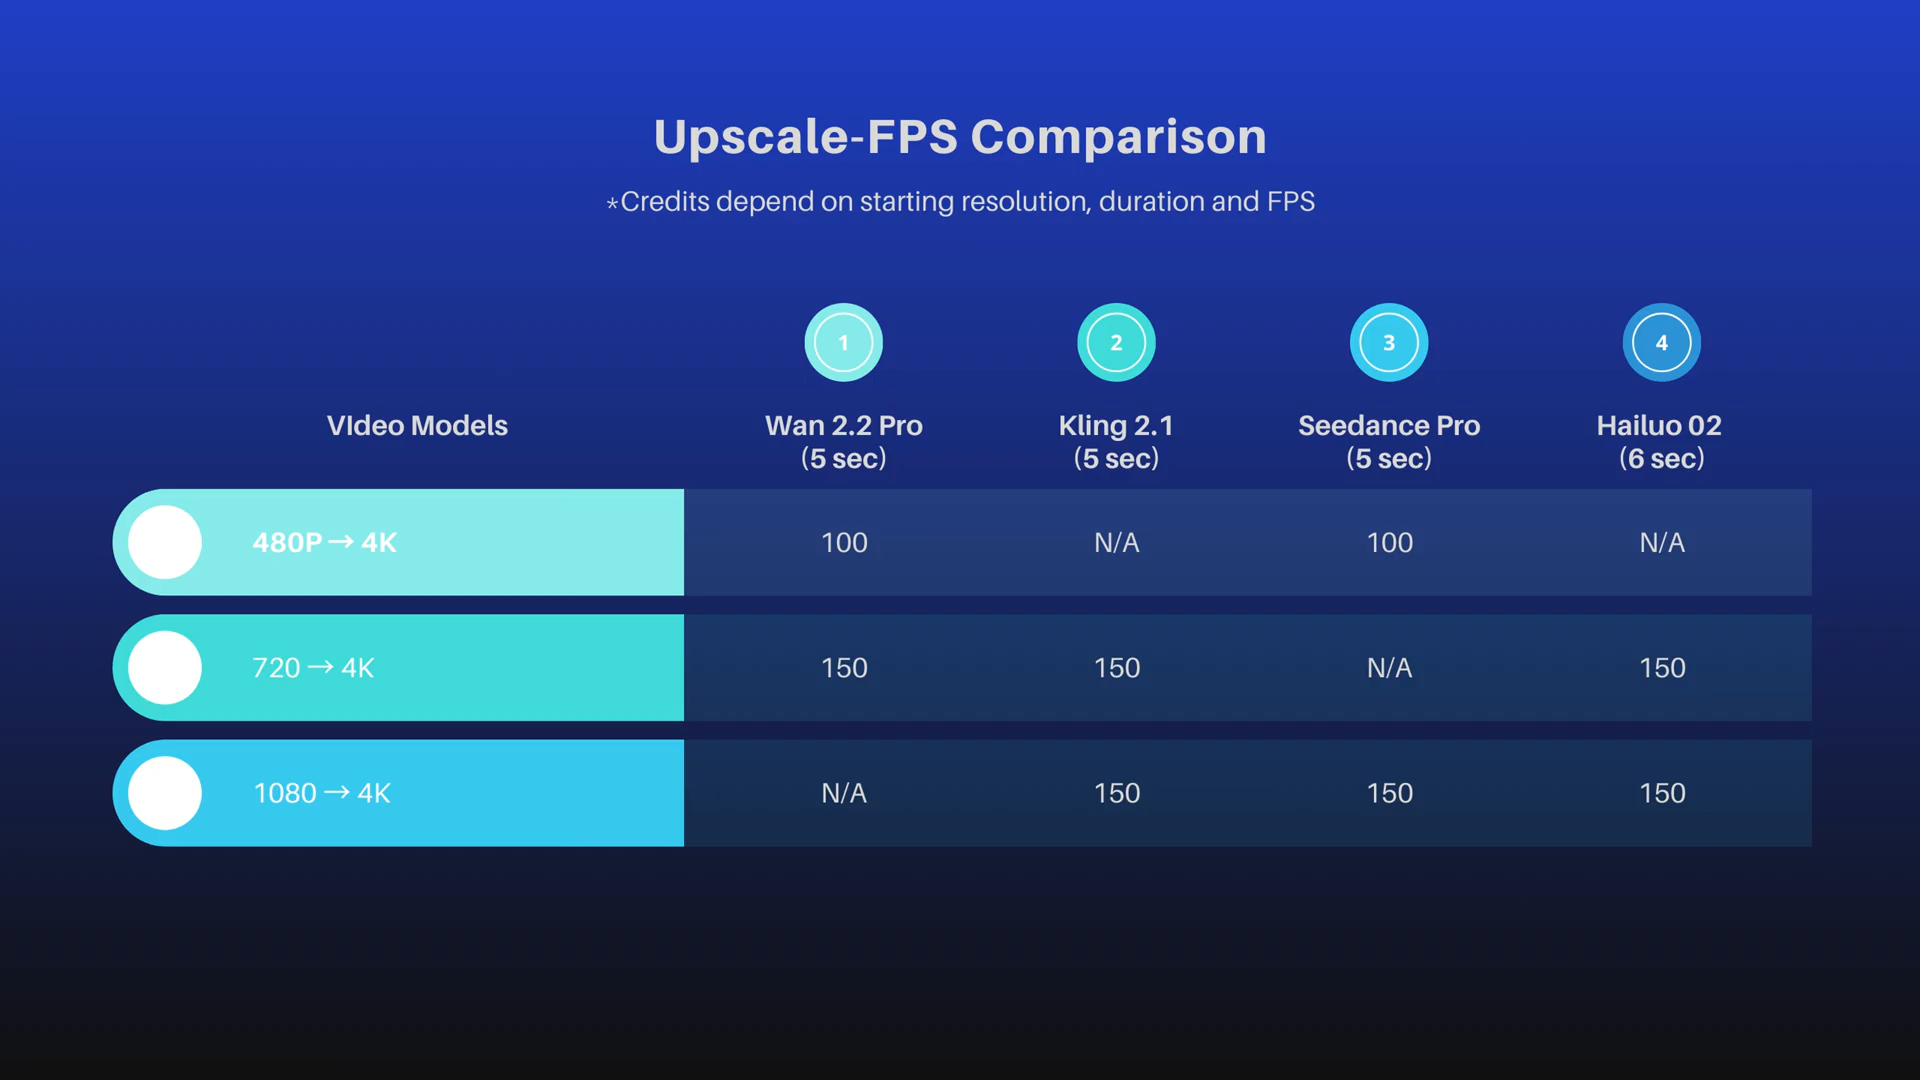 Upscale-FPS Comparison
*Credits depend on starting resolution, duration and FPS
1 2 3 4
VIdeo Models Wan 2.2 Pro Kling 2.1 Seedance Pro Hailuo 02
(5 sec) (5 sec) (5 sec) (6 sec)
480P → 4K 100 N/A 100 N/A
720 → 4K 150 150 N/A 150
1080 → 4K N/A 150 150 150